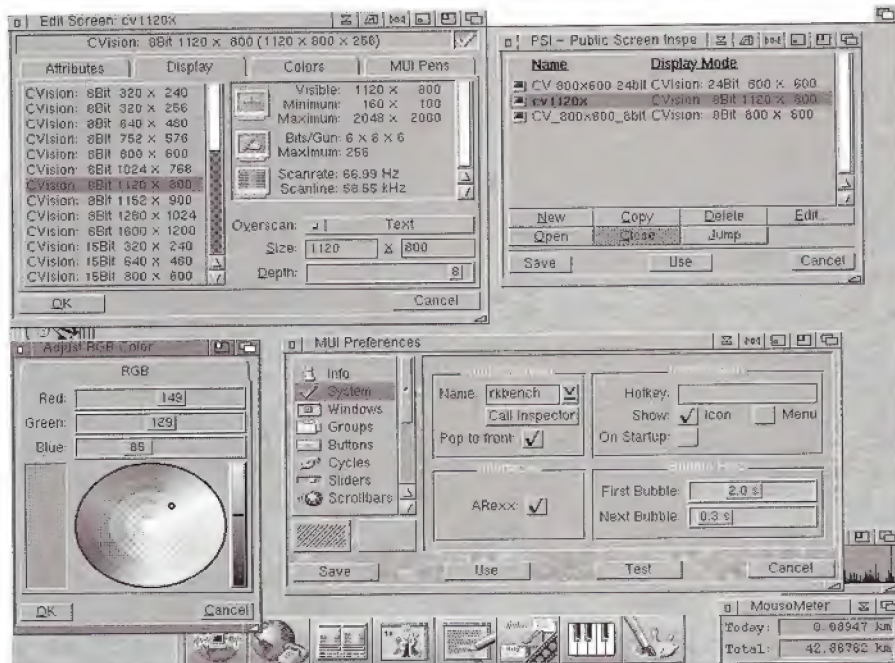 Edit Screen: cv1120x
CVision: 8Bit 1120 x 800 (1120 x 800 x 256)
Attributes
Display
Colors
MUI Pens
CVision: 8Bit 320 x 240
CVision: 8Bit 320 x 256
CVision: 8Bit 640 x 480
CVision: 8Bit 752 x 576
CVision: 8Bit 800 x 600
CVision: 8Bit 1024 x 768
CVision: 8Bit 1120 x 800
CVision: 8Bit 1152 x 900
CVision: 8Bit 1280 x 1024
CVision: 8Bit 1600 x 1200
CVision: 15Bit 320 x 240
CVision: 15Bit 640 x 480
CVision: 15Bit 800 x 600
Visible: 1120 x 800
Minimum: 160 x 100
Maximum: 2048 x 2000
Bits/Gun: 6 x 6 x 6
Maximum: 256
Scanrate: 66.99 Hz
Scanline: 58.55 kHz
Overscan: Text
Size: 1120 x 800
Depth: 8
OK
Cancel
PSI - Public Screen Inspe
Name Display Mode
CV 800x600 24bit CVision: 24Bit 800 x 600
cv1120x CVision: 8Bit 1120 x 800
CV_800x600_8bit CVision: 8Bit 800 x 600
New Copy Delete Edit...
Open Close Jump
Save Use Cancel
Adjust RGB Color
RGB
Red: 149
Green: 129
Blue: 85
OK Cancel
MUI Preferences
Info
System
Windows
Groups
Buttons
Cycles
Sliders
Scrollbars
Name: rkbench
Call Inspector
Pop to front:
ARexx:
Hotkey:
Show: Icon Menu
On Startup:
First Bubble: 2.0 s
Next Bubble: 0.3 s
Save Use Test Cancel
MousoMeter
Today: 0.08947 km
Total: 42.86762 km